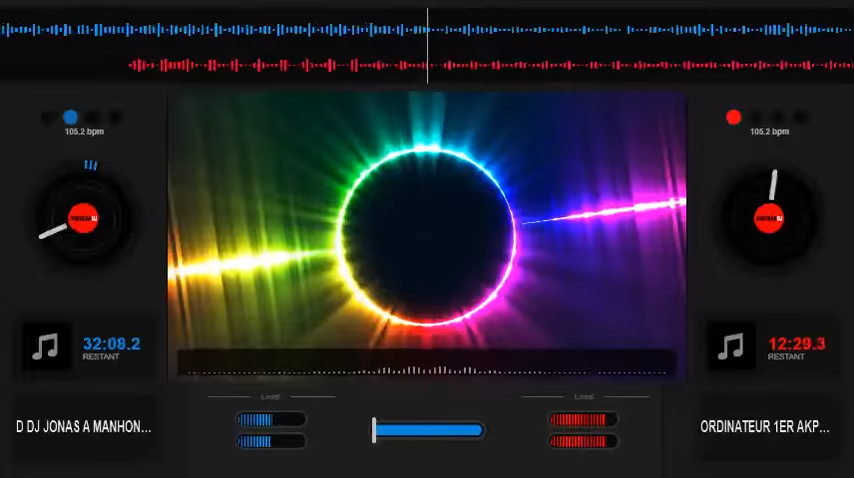 105.2 bpm
105.2 bpm
32:09.2
RESTANT
12:29.3
RESTANT
D DJ JONAS A MANHON...
ORDINATEUR 1ER AKP...